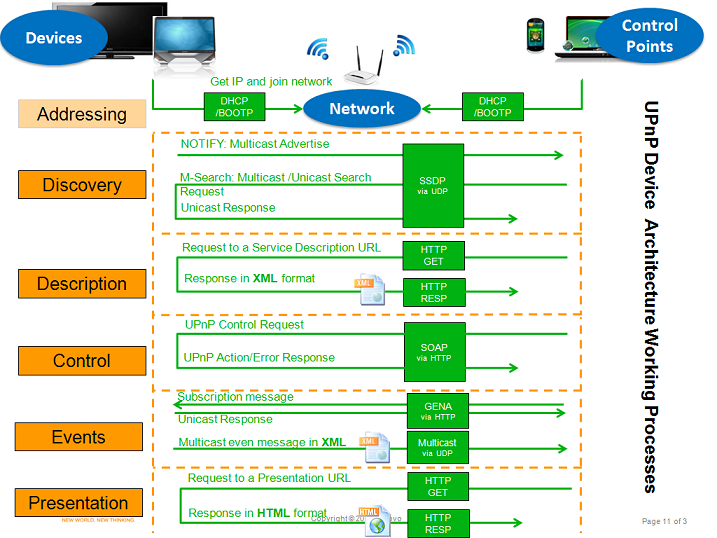 Devices
Control
Points
Get IP and join network
DHCP
/BOOTP
Network
DHCP
/BOOTP
Addressing
UPnP Device Architecture Working Processes
Discovery
NOTIFY: Multicast Advertise
M-Search: Multicast /Unicast Search
Request
Unicast Response
SSDP
via UDP
Description
Request to a Service Description URL
HTTP
GET
Response in XML format
XML
HTTP
RESP
Control
UPnP Control Request
UPnP Action/Error Response
SOAP
via HTTP
Events
Subscription message
Unicast Response
GENA
via HTTP
Multicast even message in XML
XML
Multicast
via UDP
Presentation
Request to a Presentation URL
HTTP
GET
Response in HTML format
HTML
HTTP
RESP
NEW WORLD. NEW THINKING.
Copyright © 20
Page 11 of 3